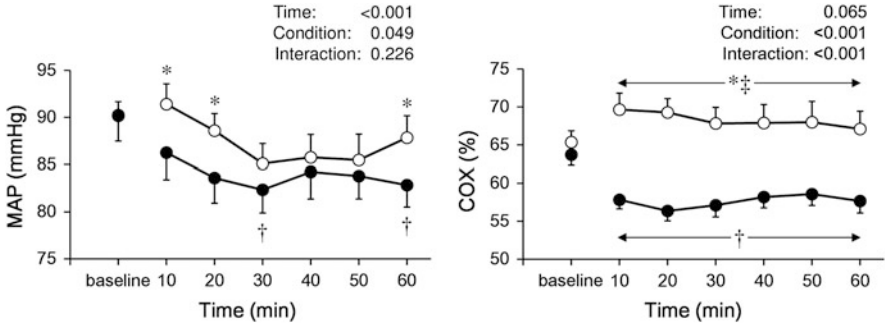 Time: <0.001
Condition: 0.049
Interaction: 0.226
95
90
85
80
75
MAP (mmHg)
*
*
*
†
†
baseline 10 20 30 40 50 60
Time (min)
Time: 0.065
Condition: <0.001
Interaction: <0.001
75
70
65
60
55
50
COX (%)
*‡
†
baseline 10 20 30 40 50 60
Time (min)